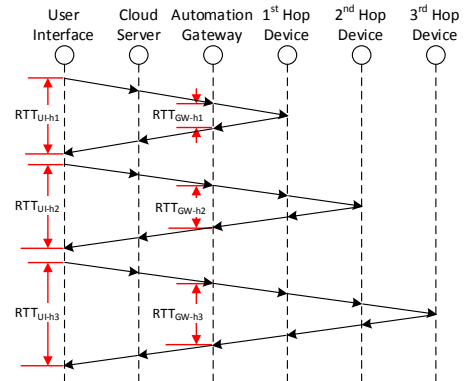 User Interface
Cloud Server
Automation Gateway
1st Hop Device
2nd Hop Device
3rd Hop Device
RTTUI-h1
RTTGW-h1
RTTUI-h2
RTTGW-h2
RTTUI-h3
RTTGW-h3